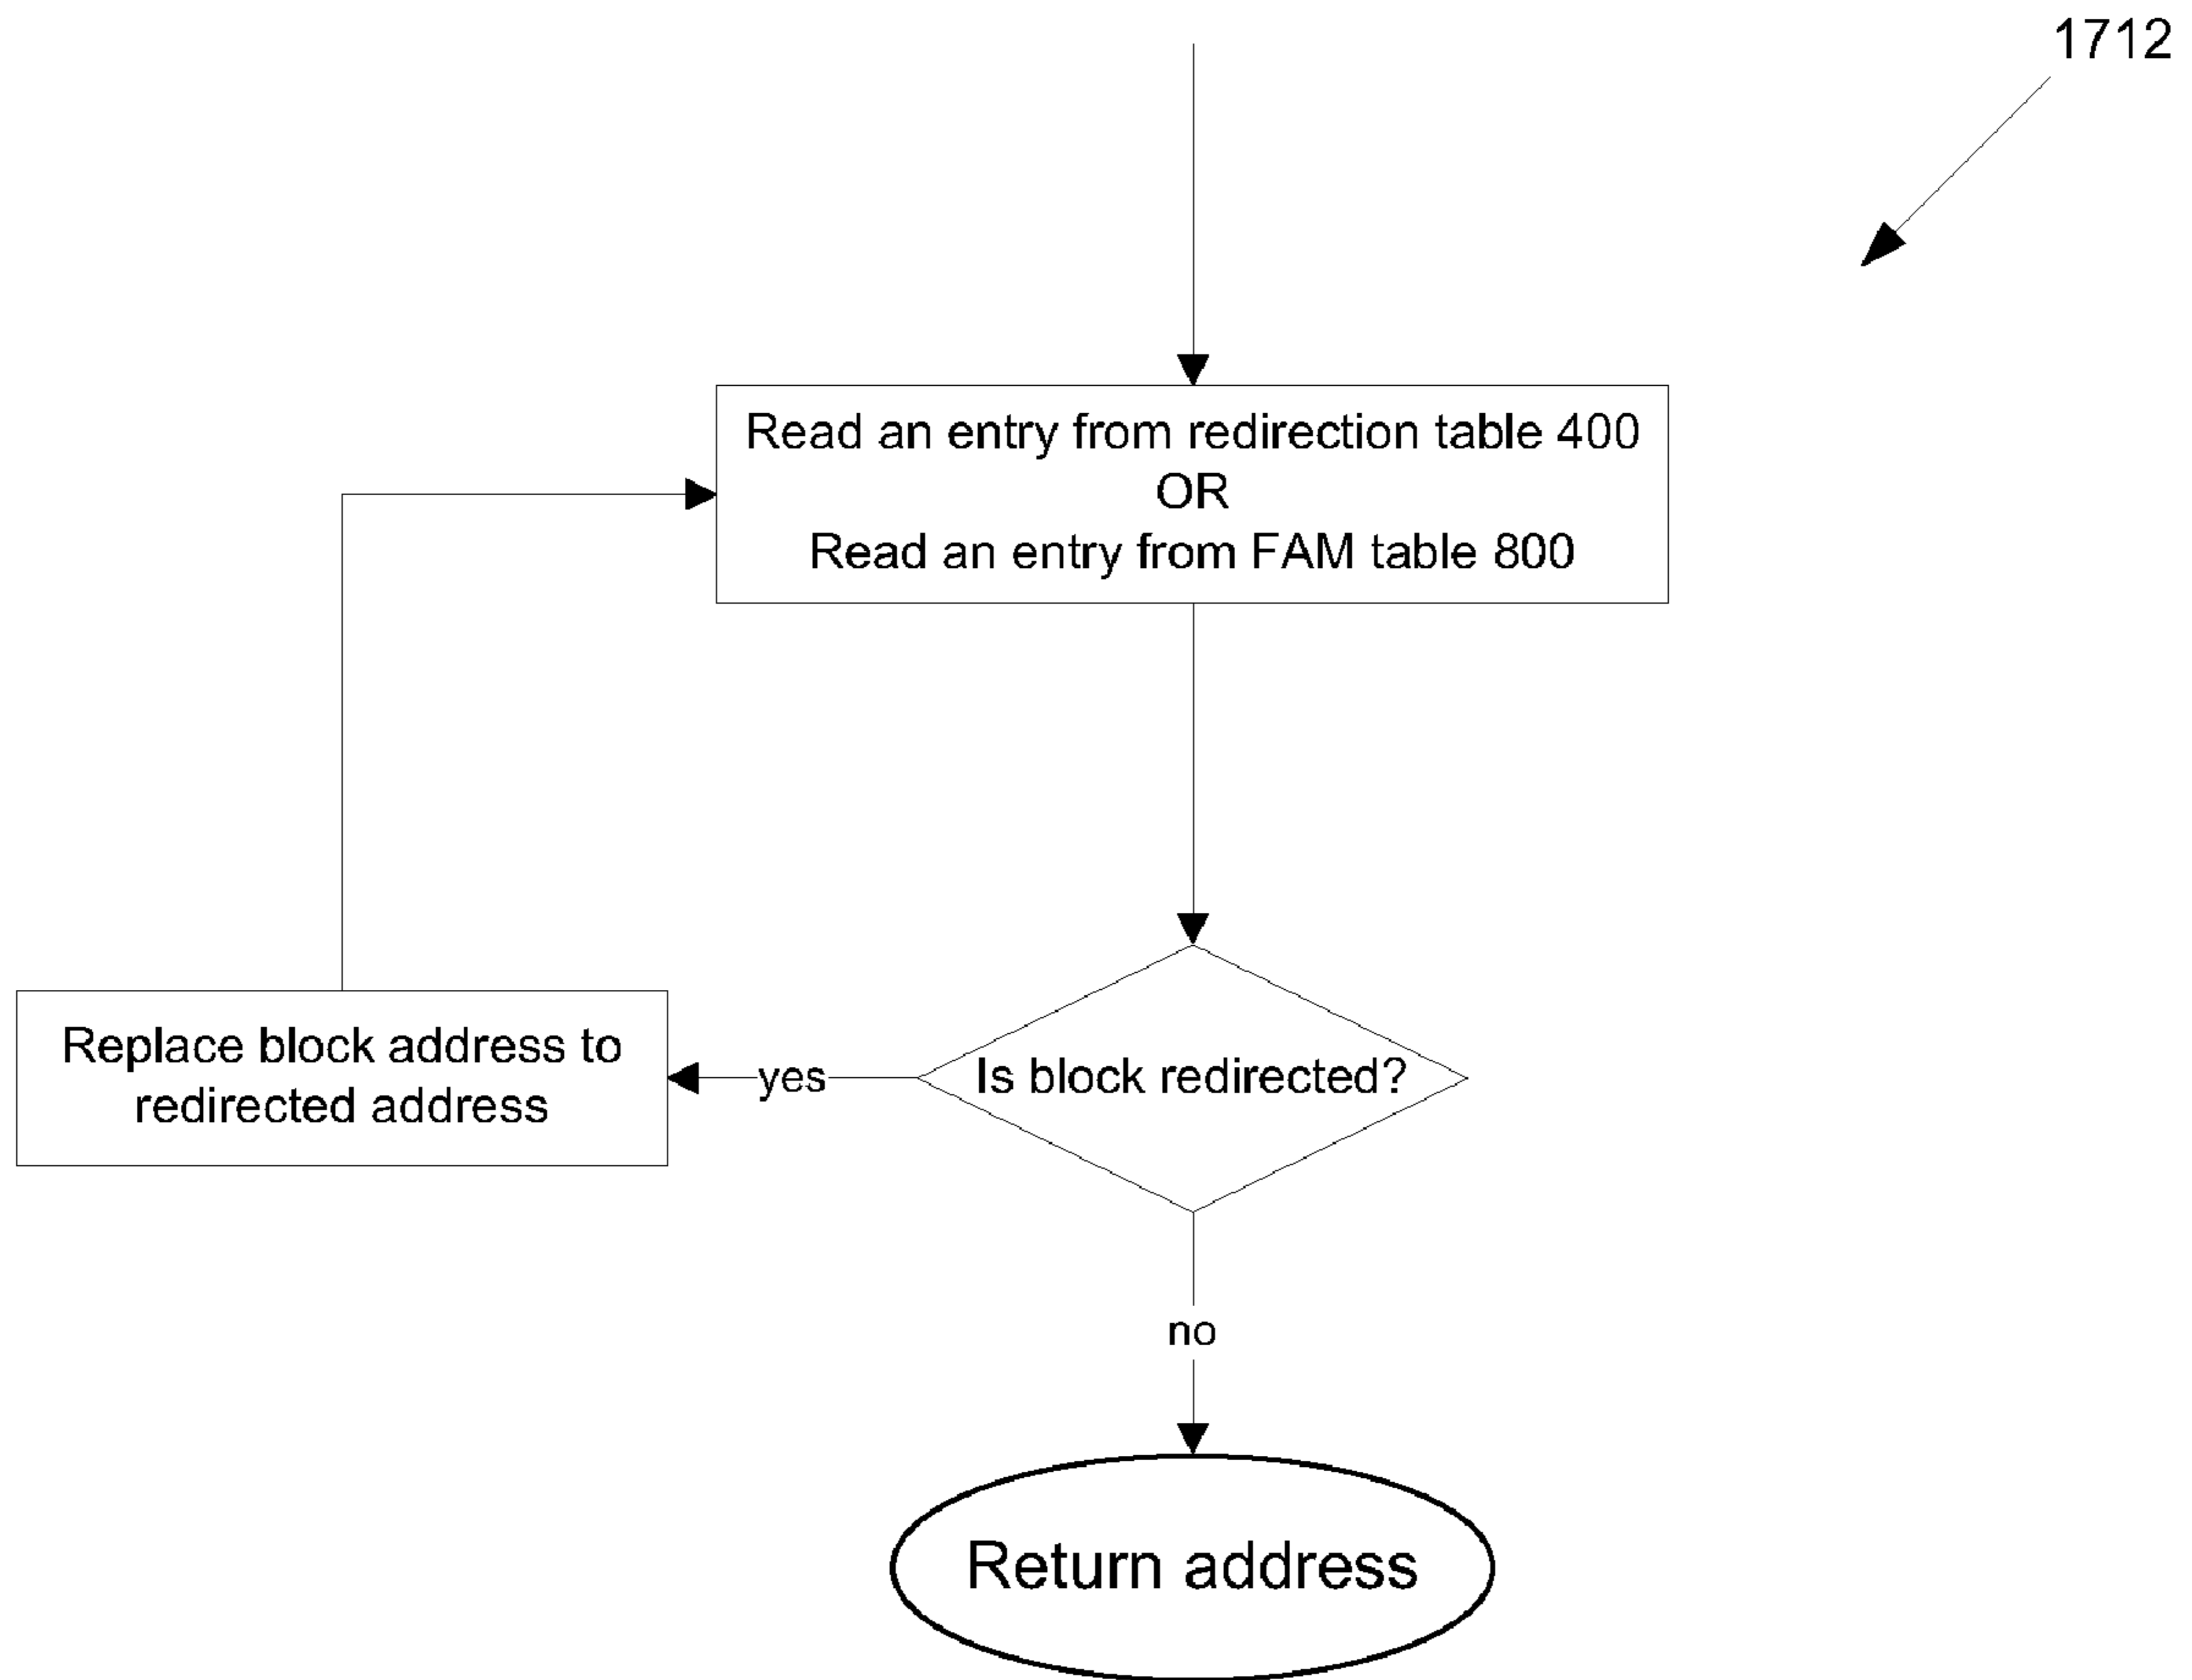 1712
Read an entry from redirection table 400
OR
Read an entry from FAM table 800
Replace block address to
redirected address
yes
Is block redirected?
no
Return address